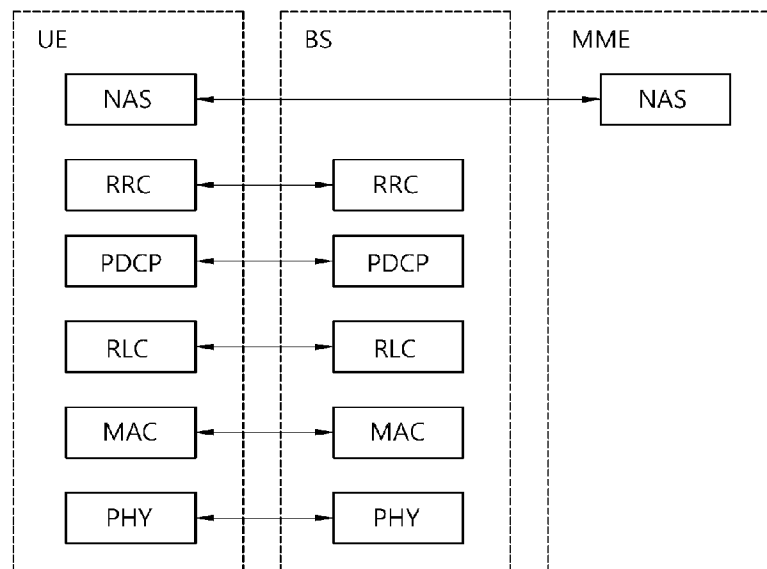 UE BS MME
NAS NAS
RRC RRC
PDCP PDCP
RLC RLC
MAC MAC
PHY PHY